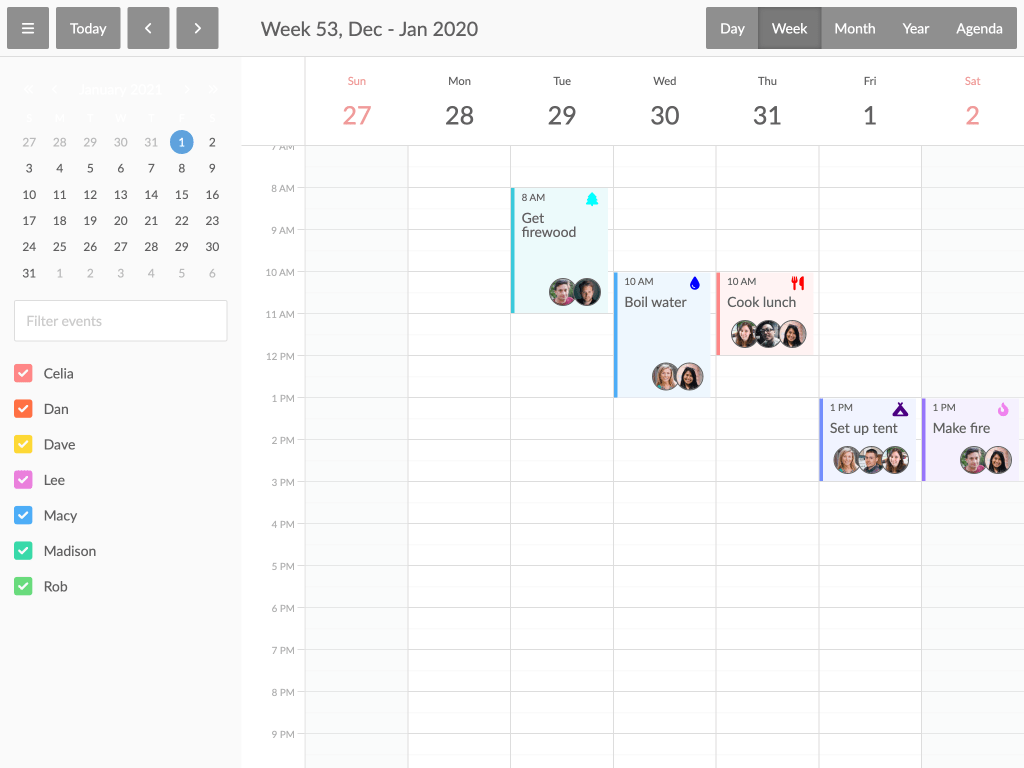 Today
Week 53, Dec - Jan 2020
Day Week Month Year Agenda
January 2021
27 28 29 30 31 1 2
3 4 5 6 7 8 9
10 11 12 13 14 15 16
17 18 19 20 21 22 23
24 25 26 27 28 29 30
31 1 2 3 4 5 6
Filter events
Celia
Dan
Dave
Lee
Macy
Madison
Rob
Sun Mon Tue Wed Thu Fri Sat
27 28 29 30 31 1 2
7 AM
8 AM
9 AM
10 AM
11 AM
12 PM
1 PM
2 PM
3 PM
4 PM
5 PM
6 PM
7 PM
8 PM
9 PM
8 AM
Get
firewood
10 AM
Boil water
10 AM
Cook lunch
1 PM
Set up tent
1 PM
Make fire